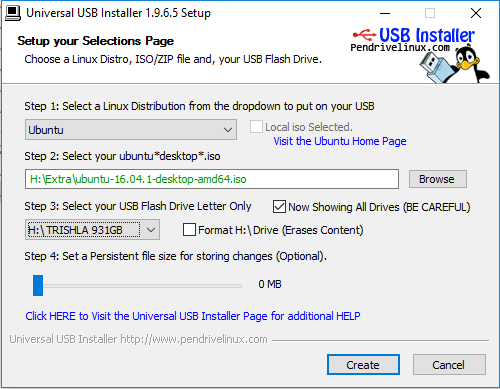 Universal USB Installer 1.9.6.5 Setup
Setup your Selections Page
Choose a Linux Distro, ISO/ZIP file and, your USB Flash Drive.
USB Installer
Pendrivelinux.com
Step 1: Select a Linux Distribution from the dropdown to put on your USB
Ubuntu
Local iso Selected.
Visit the Ubuntu Home Page
Step 2: Select your ubuntu*desktop*.iso
H:\Extra\ubuntu-16.04.1-desktop-amd64.iso
Browse
Step 3: Select your USB Flash Drive Letter Only
Now Showing All Drives (BE CAREFUL)
H:\ TRISHLA 931GB
Format H:\ Drive (Erases Content)
Step 4: Set a Persistent file size for storing changes (Optional).
0 MB
Click HERE to Visit the Universal USB Installer Page for additional HELP
Universal USB Installer http://www.pendrivelinux.com
Create
Cancel